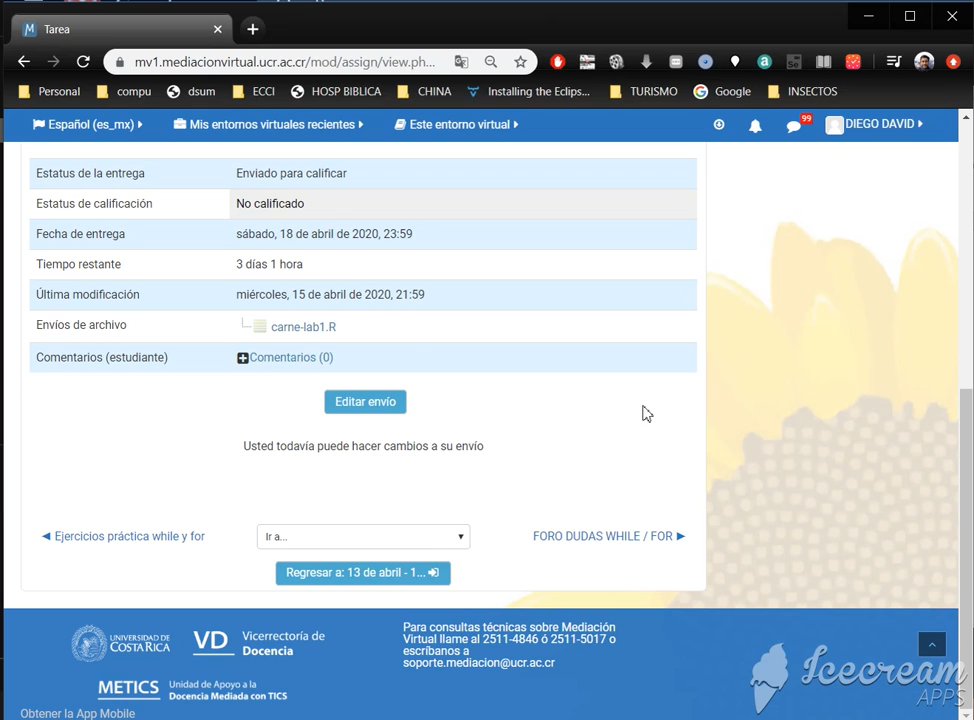 Tarea
mv1.mediacionvirtual.ucr.ac.cr/mod/assign/view.ph...
Personal compu dsum ECCI HOSP BIBLICA CHINA Installing the Eclips... TURISMO Google INSECTOS
Español (es_mx) Mis entornos virtuales recientes Este entorno virtual 99 DIEGO DAVID
Estatus de la entrega Enviado para calificar
Estatus de calificación No calificado
Fecha de entrega sábado, 18 de abril de 2020, 23:59
Tiempo restante 3 días 1 hora
Última modificación miércoles, 15 de abril de 2020, 21:59
Envíos de archivo carne-lab1.R
Comentarios (estudiante) Comentarios (0)
Editar envío
Usted todavía puede hacer cambios a su envío
◄ Ejercicios práctica while y for Ir a... FORO DUDAS WHILE / FOR ►
Regresar a: 13 de abril - 1...
UNIVERSIDAD DE COSTA RICA
VD Vicerrectoría de Docencia
METICS Unidad de Apoyo a la Docencia Mediada con TICS
Para consultas técnicas sobre Mediación
Virtual llame al 2511-4846 ó 2511-5017 o
escríbanos a
soporte.mediacion@ucr.ac.cr
Obtener la App Mobile
Icecream
APPS